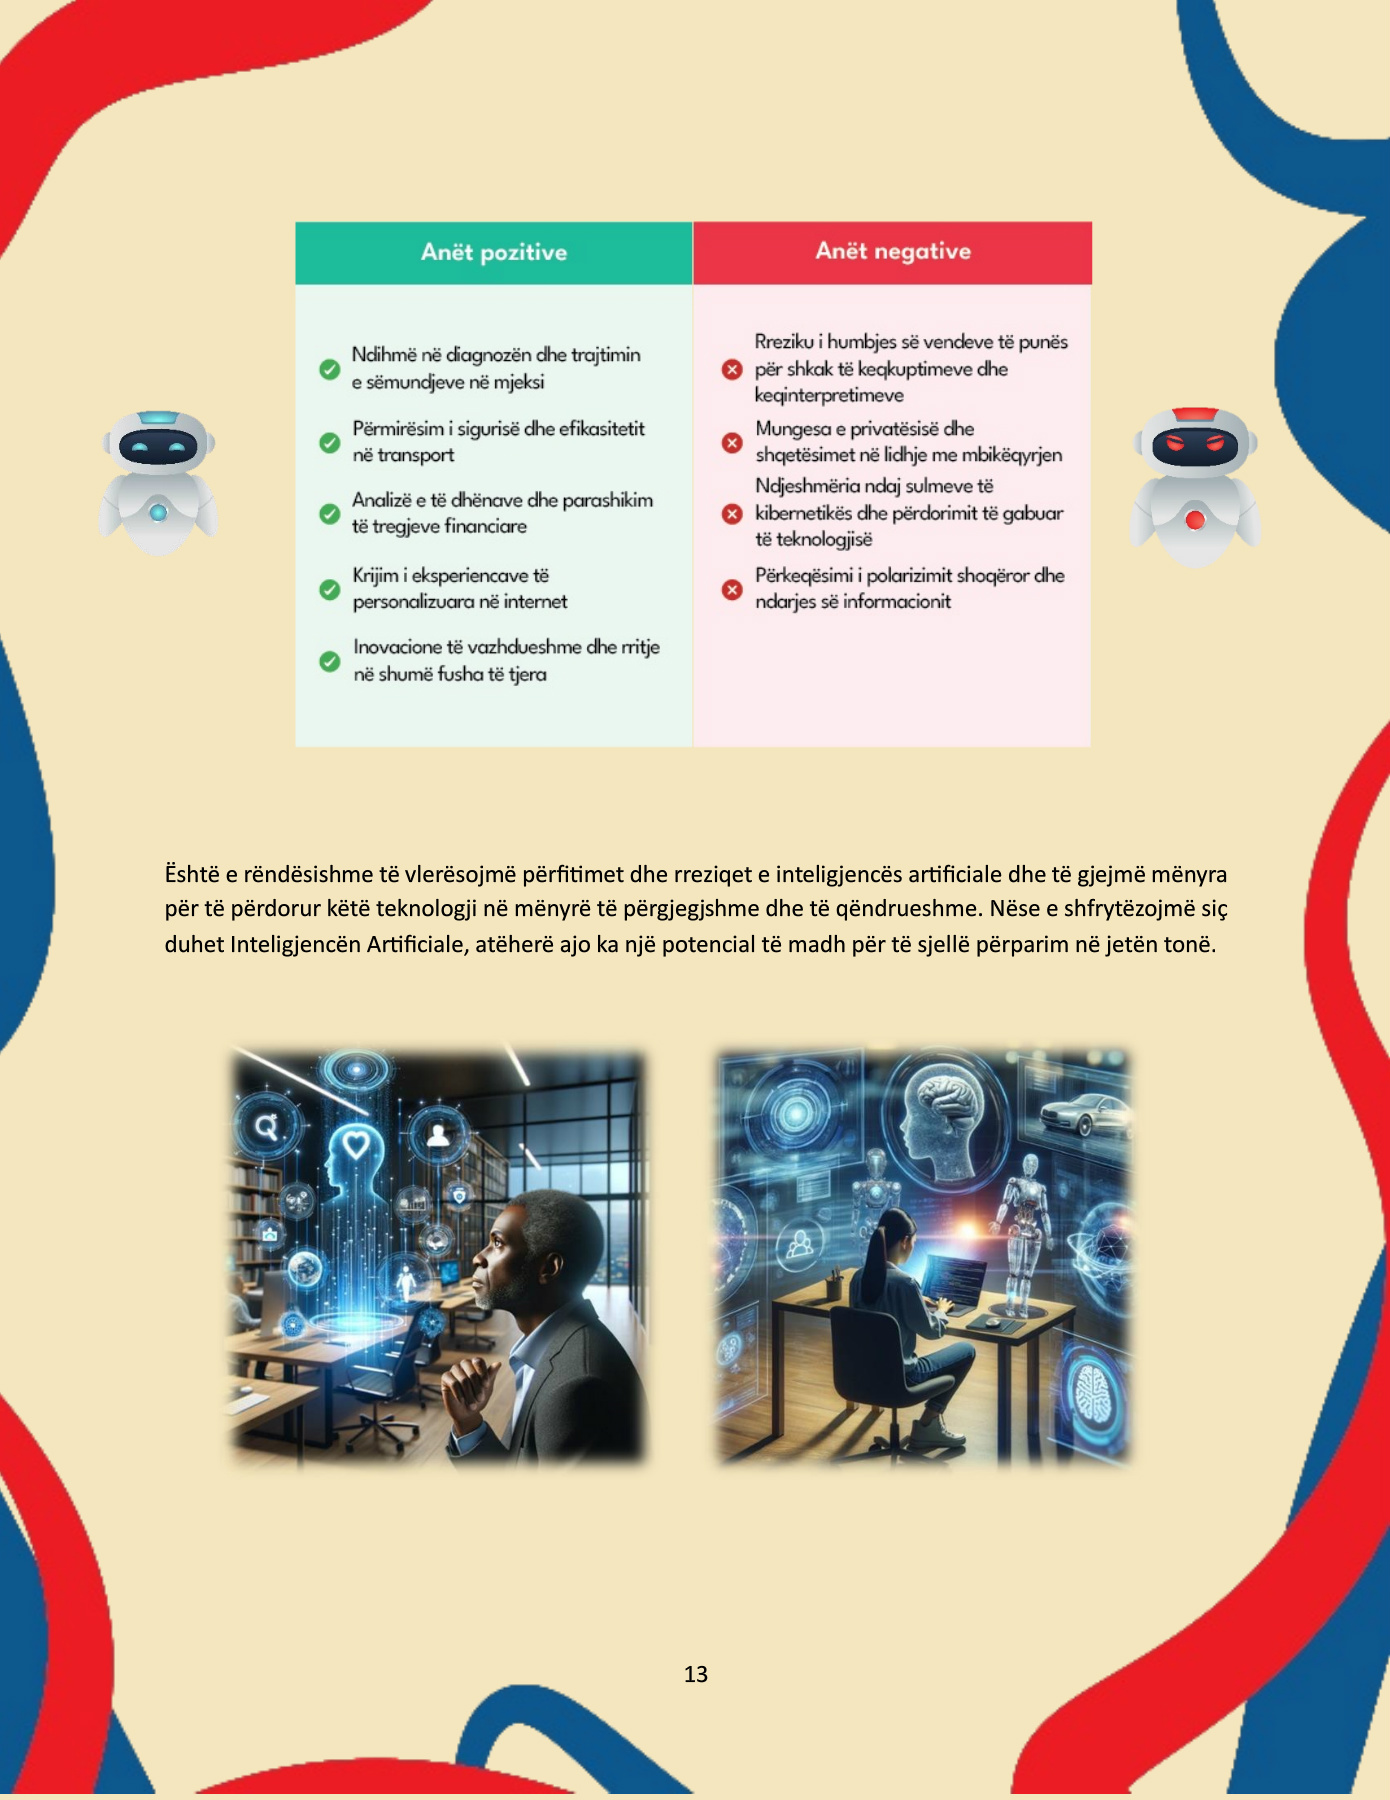 Anët pozitive
Ndihmë në diagnozën dhe trajtimin
e sëmundjeve në mjeksi
Përmirësim i sigurisë dhe efikasitetit
në transport
Analizë e të dhënave dhe parashikim
të tregjeve financiare
Krijim i eksperiencave të
personalizuara në internet
Inovacione të vazhdueshme dhe rritje
në shumë fusha të tjera
Anët negative
Rreziku i humbjes së vendeve të punës
për shkak të keqkuptimeve dhe
keqinterpretimeve
Mungesa e privatësisë dhe
shqetësimet në lidhje me mbikëqyrjen
Ndjeshmëria ndaj sulmeve të
kibernetikës dhe përdorimit të gabuar
të teknologjisë
Përkeqësimi i polarizimit shoqëror dhe
ndarjes së informacionit
Është e rëndësishme të vlerësojmë përfitimet dhe rreziqet e inteligjencës artificiale dhe të gjejmë mënyra
për të përdorur këtë teknologji në mënyrë të përgjegjshme dhe të qëndrueshme. Nëse e shfrytëzojmë siç
duhet Inteligjencën Artificiale, atëherë ajo ka një potencial të madh për të sjellë përparim në jetën tonë.
13